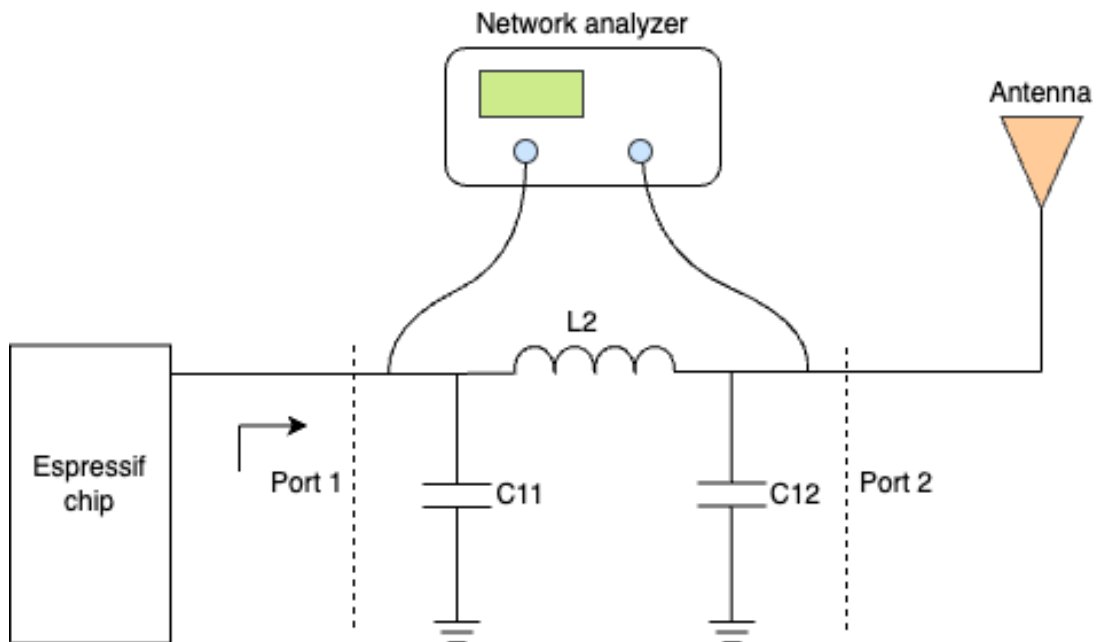 Network analyzer
Antenna
L2
Espressif
chip
Port 1
C11
C12
Port 2